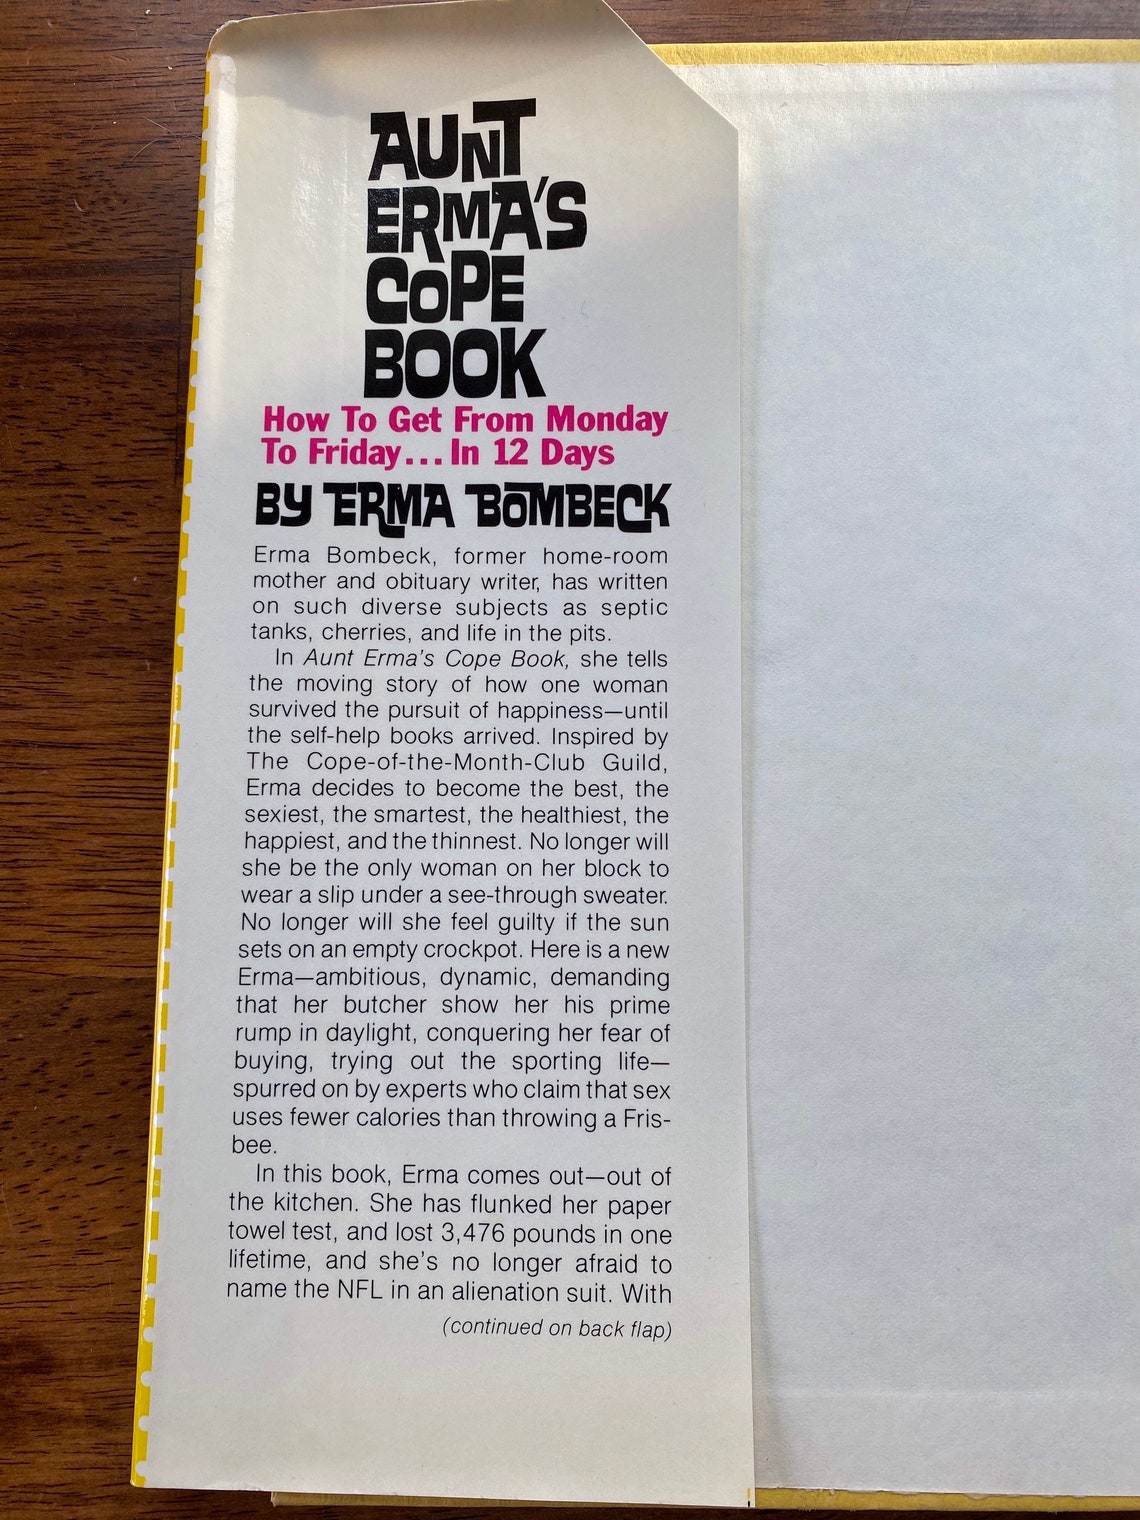 AUNT
ERMA'S
COPE
BOOK
How To Get From Monday
To Friday...In 12 Days
BY ERMA BOMBECK
Erma Bombeck, former home-room
mother and obituary writer, has written
on such diverse subjects as septic
tanks, cherries, and life in the pits.
In Aunt Erma's Cope Book, she tells
the moving story of how one woman
survived the pursuit of happiness—until
the self-help books arrived. Inspired by
The Cope-of-the-Month-Club Guild,
Erma decides to become the best, the
sexiest, the smartest, the healthiest, the
happiest, and the thinnest. No longer will
she be the only woman on her block to
wear a slip under a see-through sweater.
No longer will she feel guilty if the sun
sets on an empty crockpot. Here is a new
Erma—ambitious, dynamic, demanding
that her butcher show her his prime
rump in daylight, conquering her fear of
buying, trying out the sporting life—
spurred on by experts who claim that sex
uses fewer calories than throwing a Fris-
bee.
In this book, Erma comes out—out of
the kitchen. She has flunked her paper
towel test, and lost 3,476 pounds in one
lifetime, and she's no longer afraid to
name the NFL in an alienation suit. With
(continued on back flap)